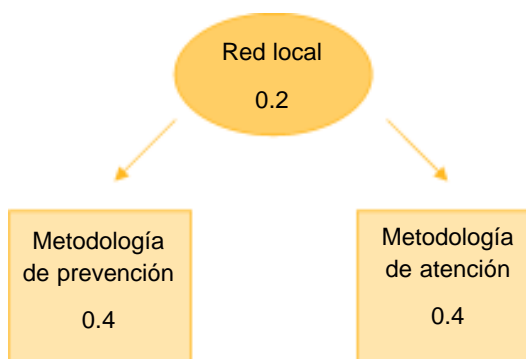 Red local
0.2
Metodología
de prevención
0.4
Metodología
de atención
0.4